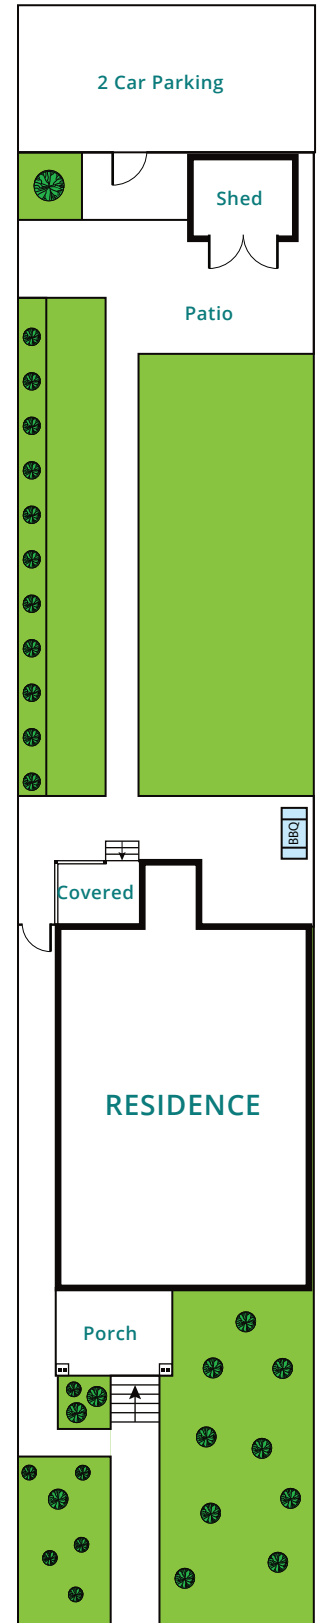 2 Car Parking
Shed
Patio
BBQ
Covered
RESIDENCE
Porch